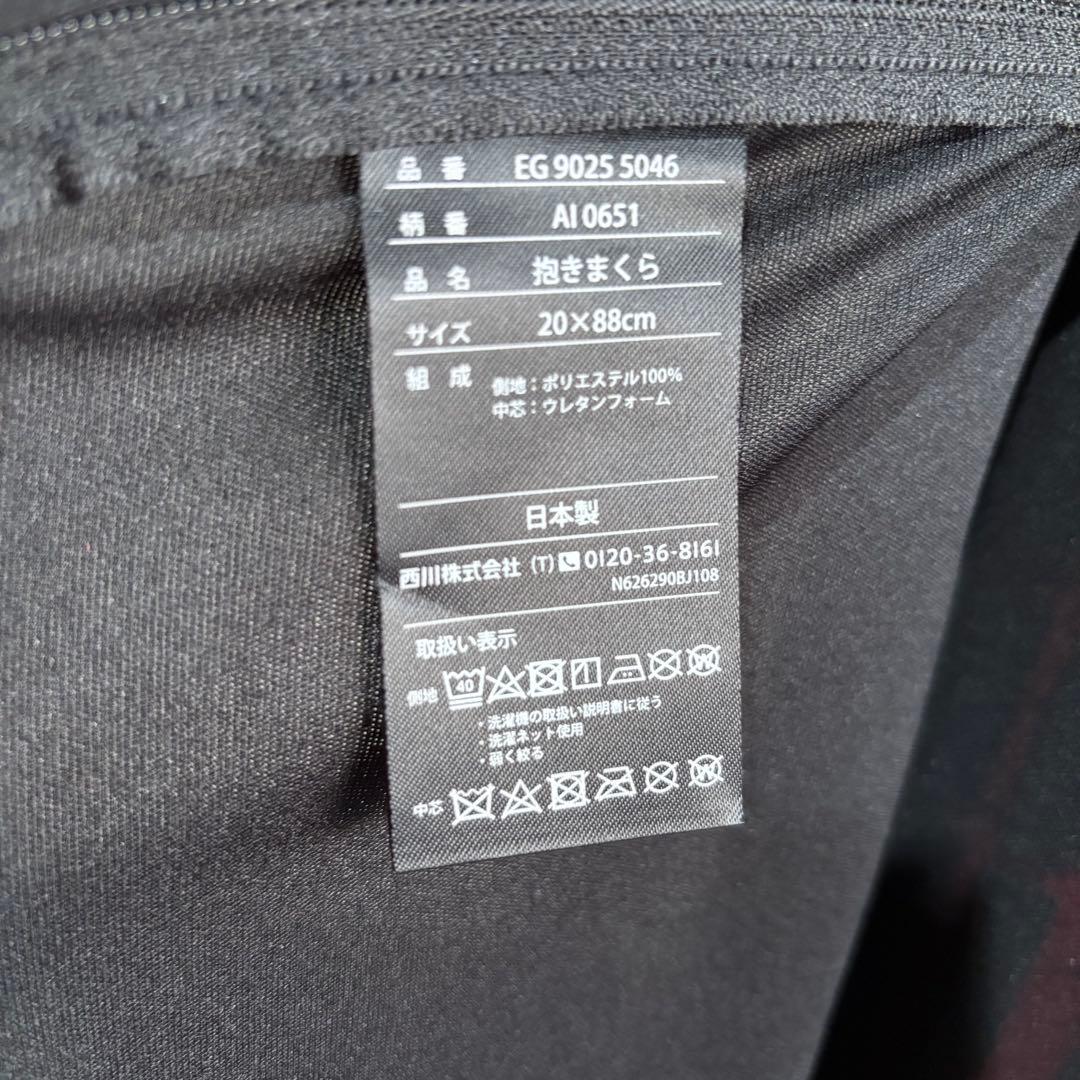 品番 EG 9025 5046
柄番 AI 0651
品名 抱きまくら
サイズ 20×88cm
組成 側地：ポリエステル100%
中芯：ウレタンフォーム
日本製
西川株式会社 (T) 0120-36-8161
N626290BJ108
取扱い表示
側地 40 W
・洗濯機の取扱い説明書に従う
・洗濯ネット使用
・弱く絞る
中芯 W